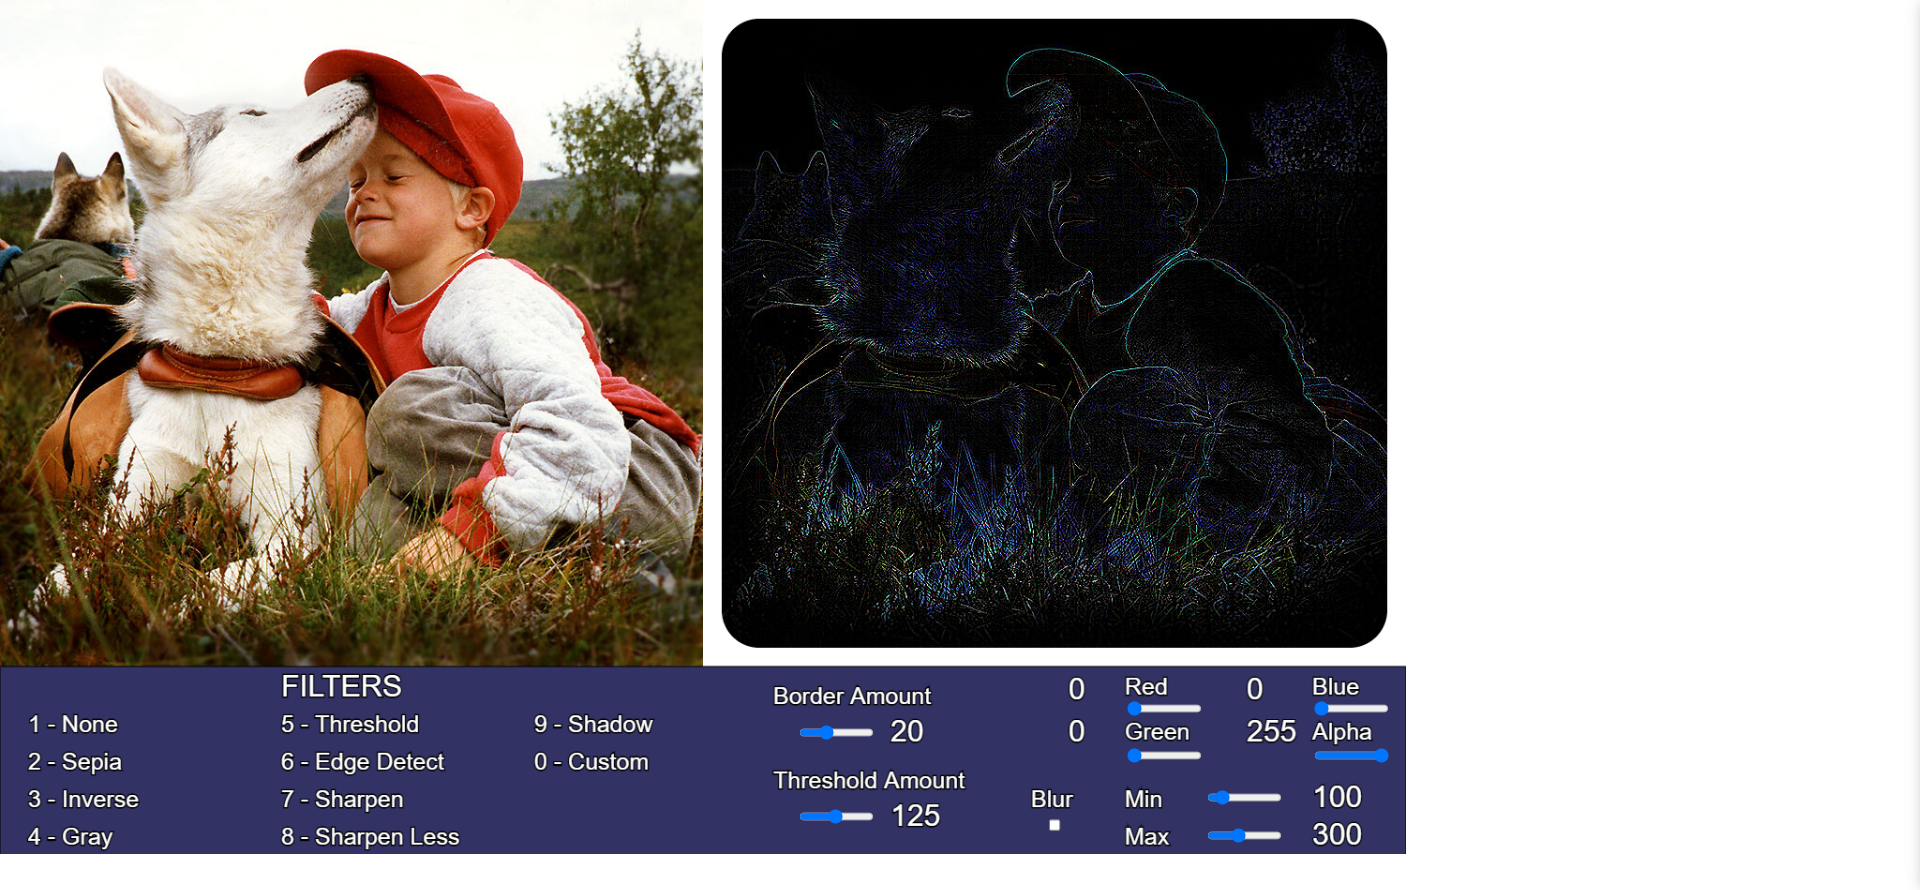 FILTERS
1 - None
2 - Sepia
3 - Inverse
4 - Gray
5 - Threshold
6 - Edge Detect
7 - Sharpen
8 - Sharpen Less
9 - Shadow
0 - Custom
Border Amount
20
Threshold Amount
125
0 Red
0 Blue
0 Green
255 Alpha
Blur
Min 100
Max 300